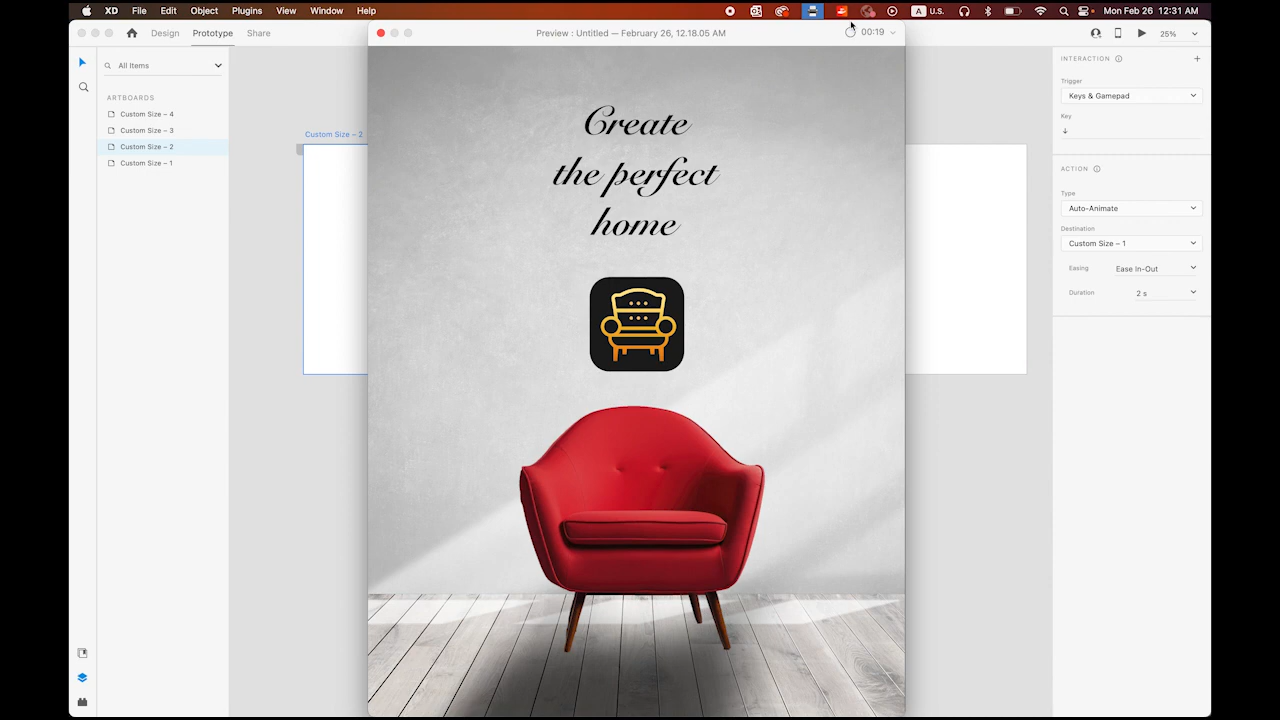 XD File Edit Object Plugins View Window Help
A U.S. Mon Feb 26 12:31 AM
Design Prototype Share
Preview : Untitled — February 26, 12.18.05 AM
00:19
25%
All Items
ARTBOARDS
Custom Size – 4
Custom Size – 3
Custom Size – 2
Custom Size – 1
Custom Size – 2
Create
the perfect
home
INTERACTION
Trigger
Keys & Gamepad
Key
↓
ACTION
Type
Auto-Animate
Destination
Custom Size – 1
Easing Ease In-Out
Duration 2 s